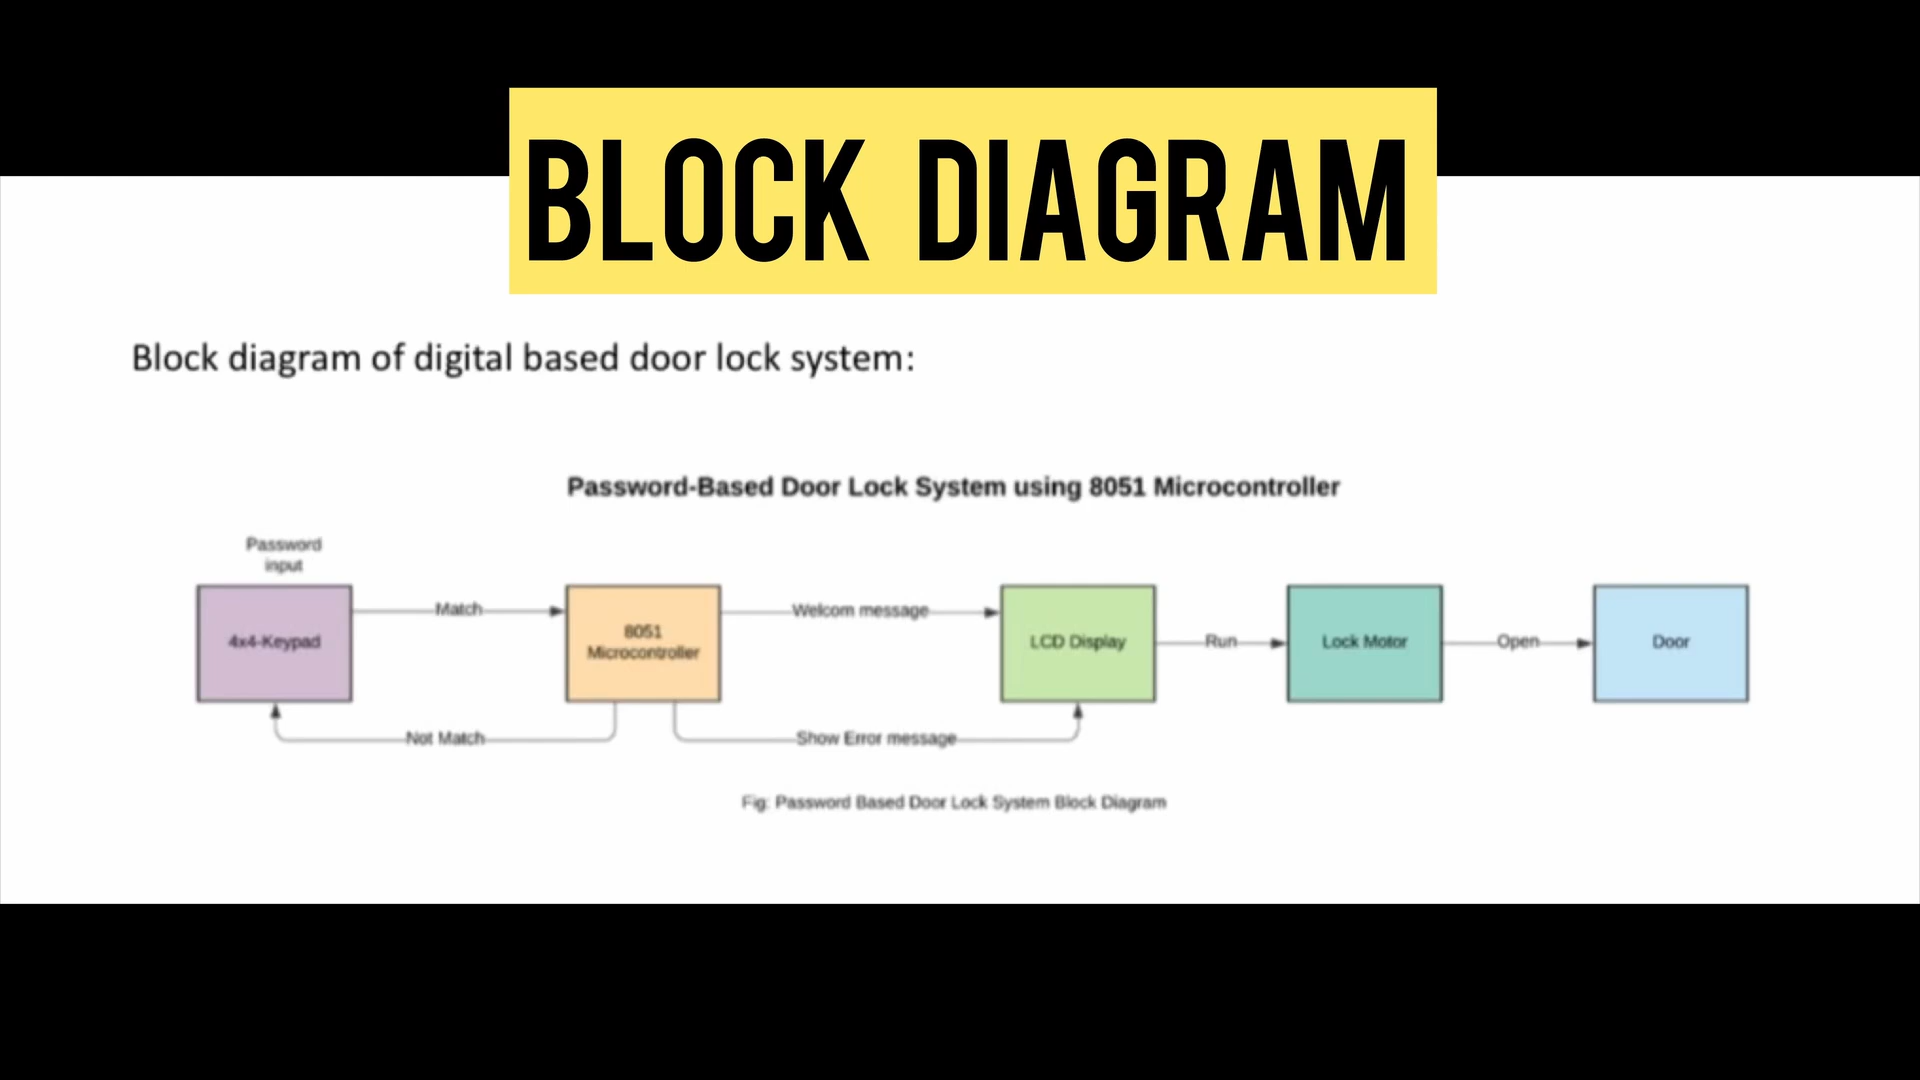 BLOCK DIAGRAM
Block diagram of digital based door lock system:
Password-Based Door Lock System using 8051 Microcontroller
Password
input
4x4-Keypad
Match
8051
Microcontroller
Welcom message
LCD Display
Run
Lock Motor
Open
Door
Not Match
Show Error message
Fig: Password Based Door Lock System Block Diagram